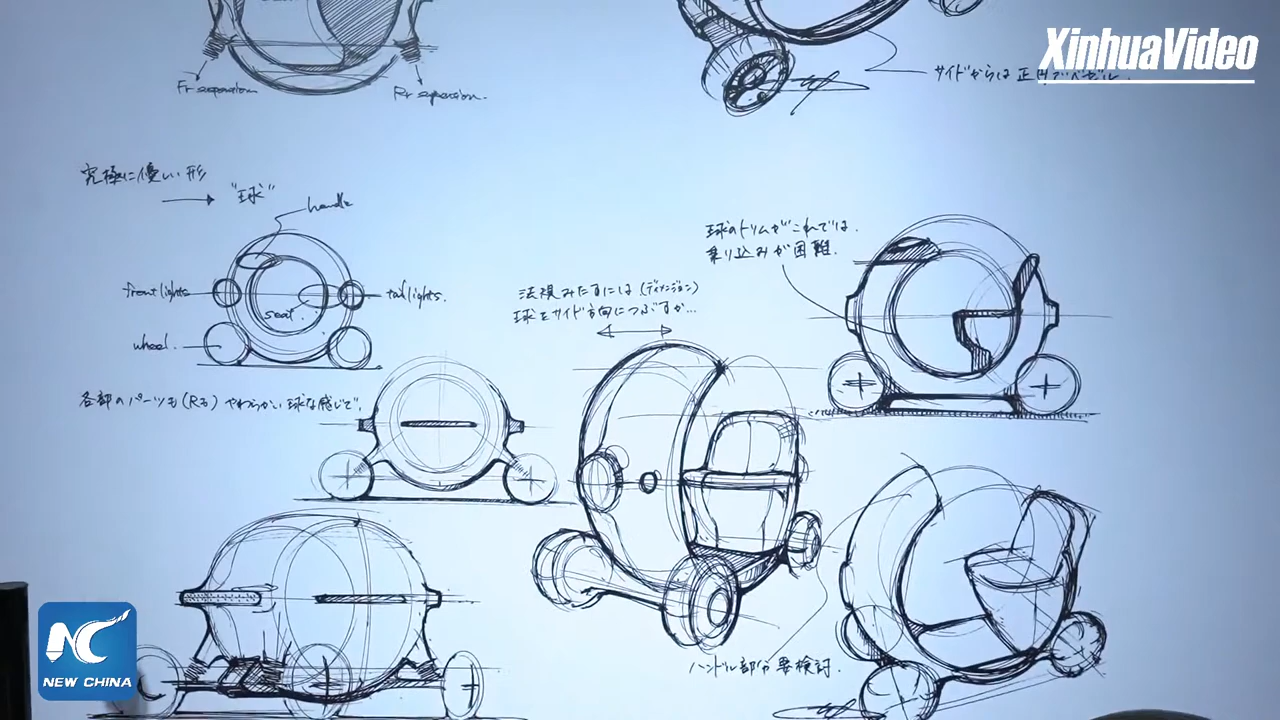 XinhuaVideo
サイドからは正円
Fr suspension
Rr suspension.
究極に優しい形
→ "球"
handle
front lights
tail lights.
seat.
wheel.
球のトリムがこれでは.
乗り込みが困難.
法規みたすには(ディメンジョン)
球をサイド方向につぶすか...
各部のパーツも(Rも)やわらかい球な感じで.
ハンドル部分要検討.
NC
NEW CHINA